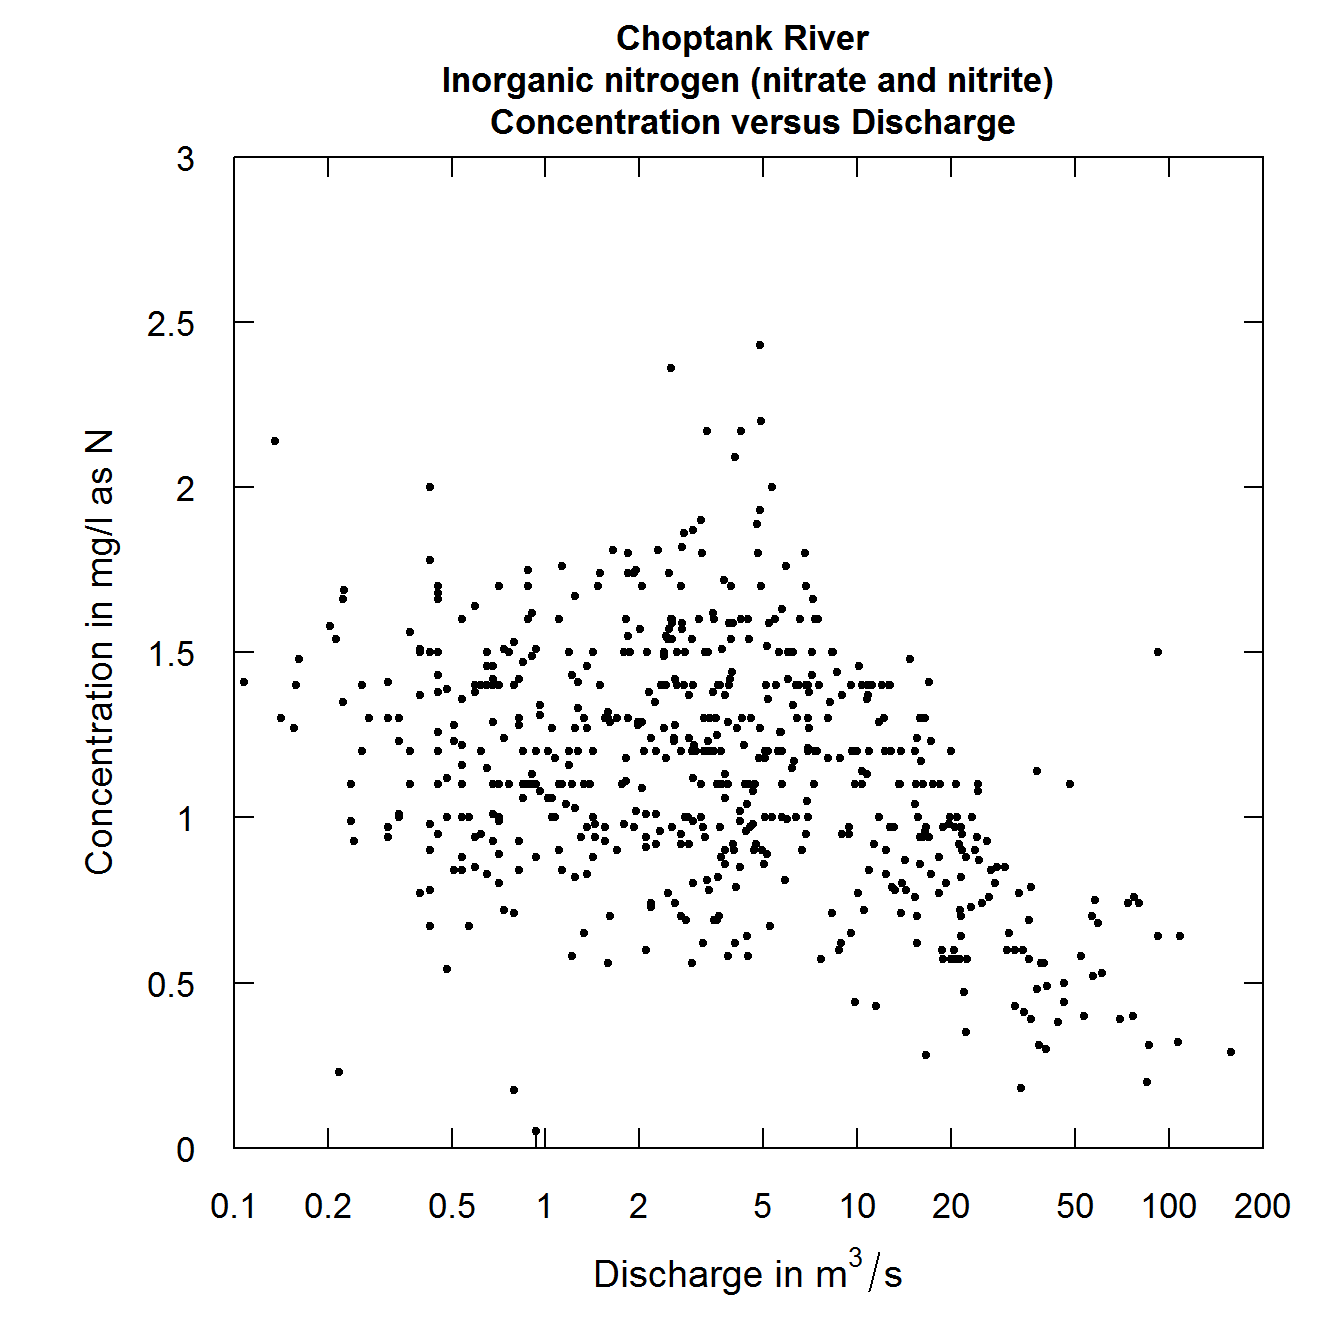 Choptank River
Inorganic nitrogen (nitrate and nitrite)
Concentration versus Discharge
3
2.5
2
1.5
1
0.5
0
Concentration in mg/l as N
0.1 0.2 0.5 1 2 5 10 20 50 100 200
Discharge in m³/s